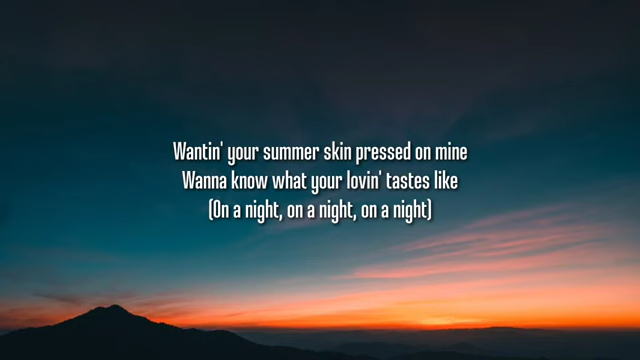 Wantin' your summer skin pressed on mine
Wanna know what your lovin' tastes like
(On a night, on a night, on a night)